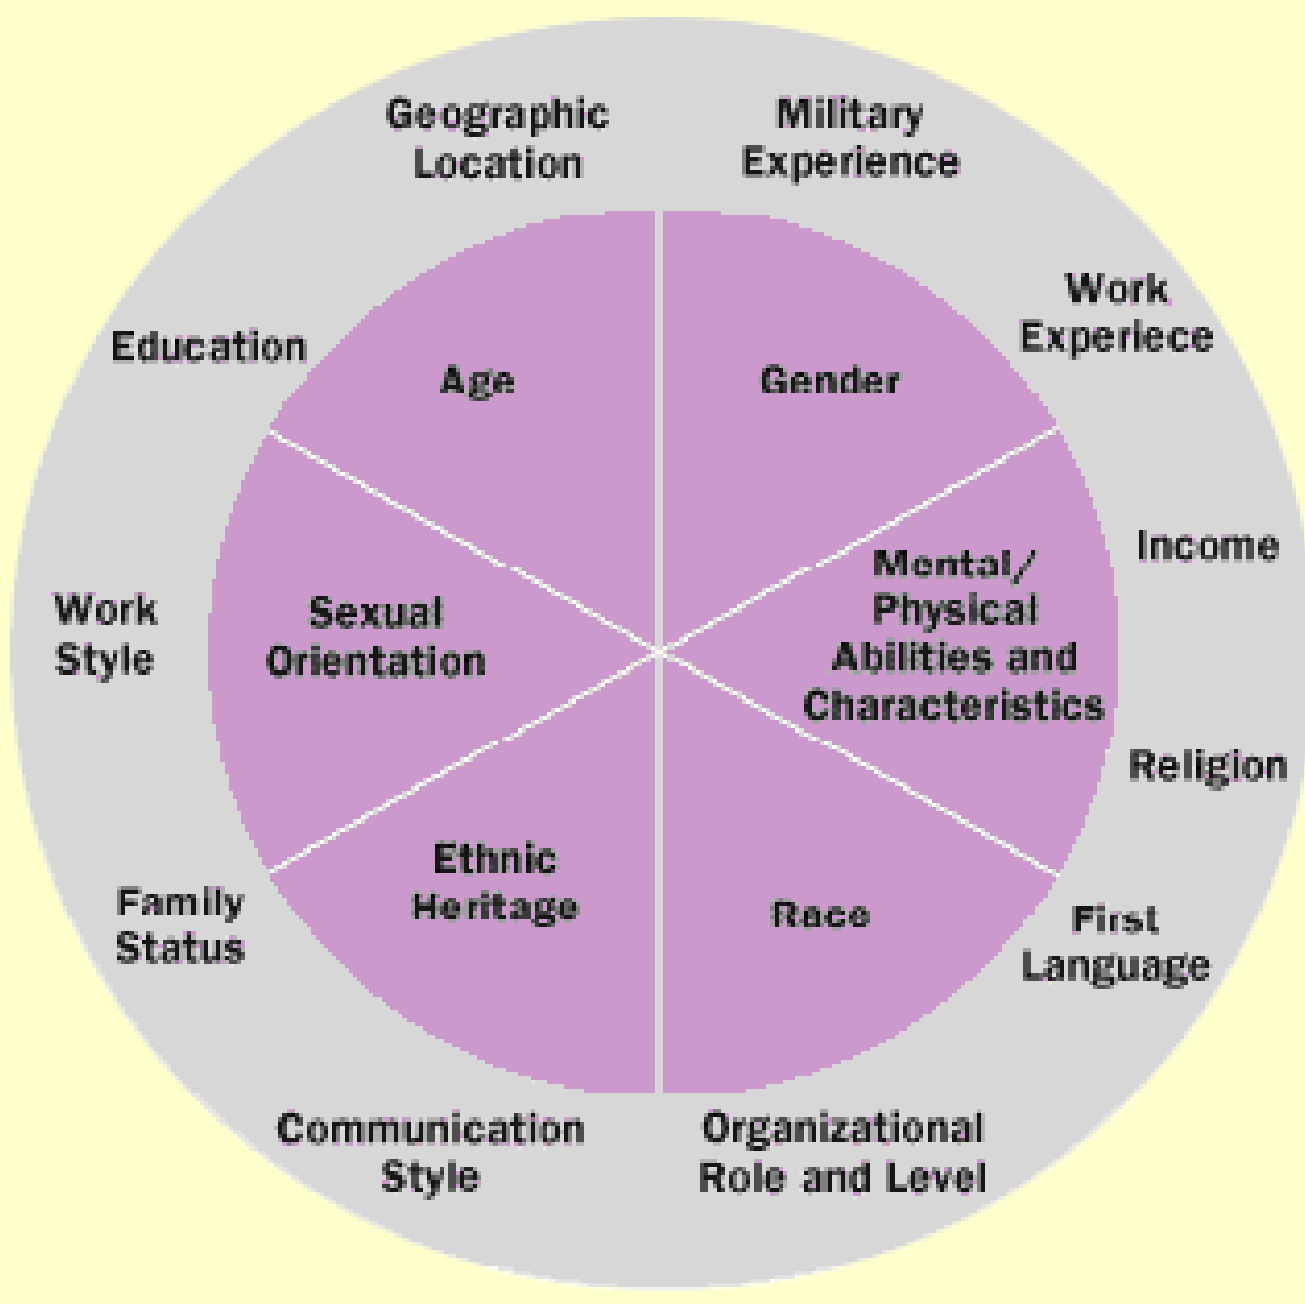 Geographic
Location
Military
Experience
Work
Experiece
Education
Age
Gender
Income
Mental/
Physical
Abilities and
Characteristics
Work
Style
Sexual
Orientation
Religion
Ethnic
Heritage
Race
Family
Status
First
Language
Communication
Style
Organizational
Role and Level